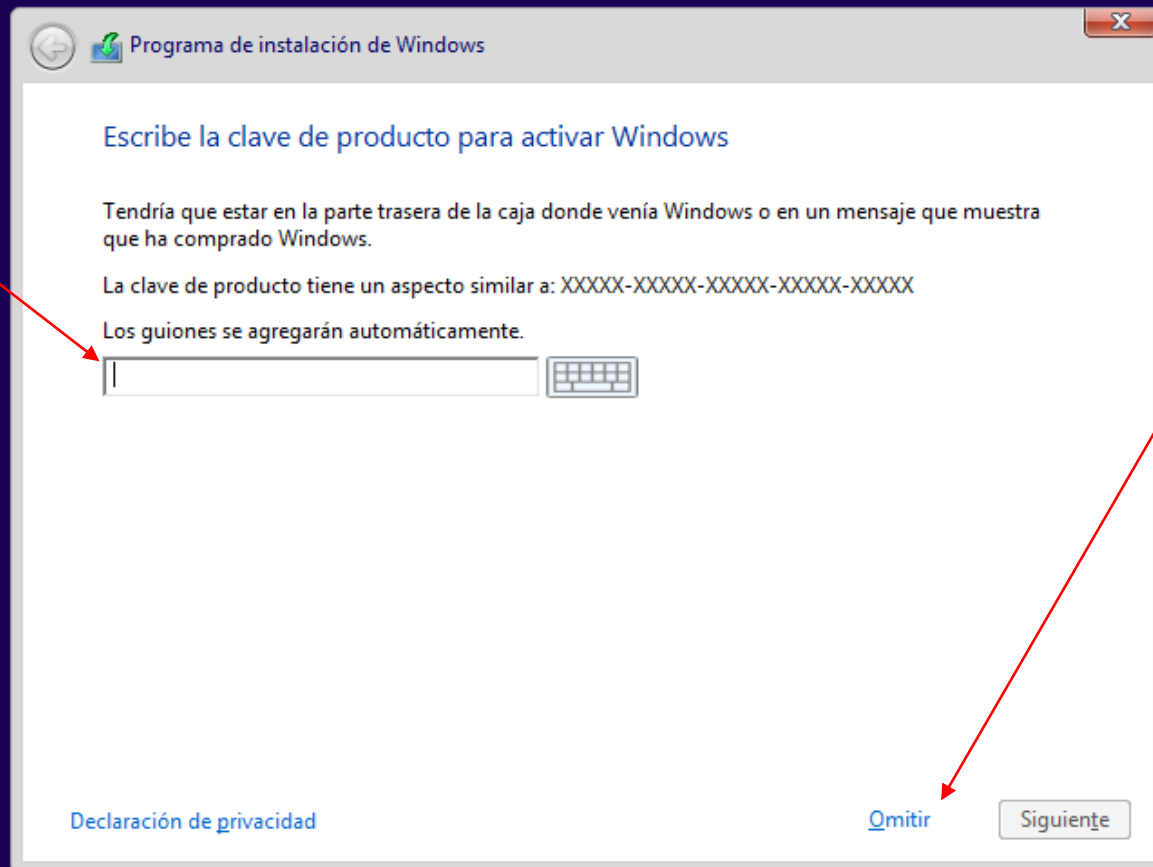 Programa de instalación de Windows
Escribe la clave de producto para activar Windows
Tendría que estar en la parte trasera de la caja donde venía Windows o en un mensaje que muestra
que ha comprado Windows.
La clave de producto tiene un aspecto similar a: XXXXX-XXXXX-XXXXX-XXXXX-XXXXX
Los guiones se agregarán automáticamente.
Declaración de privacidad
Omitir
Siguiente